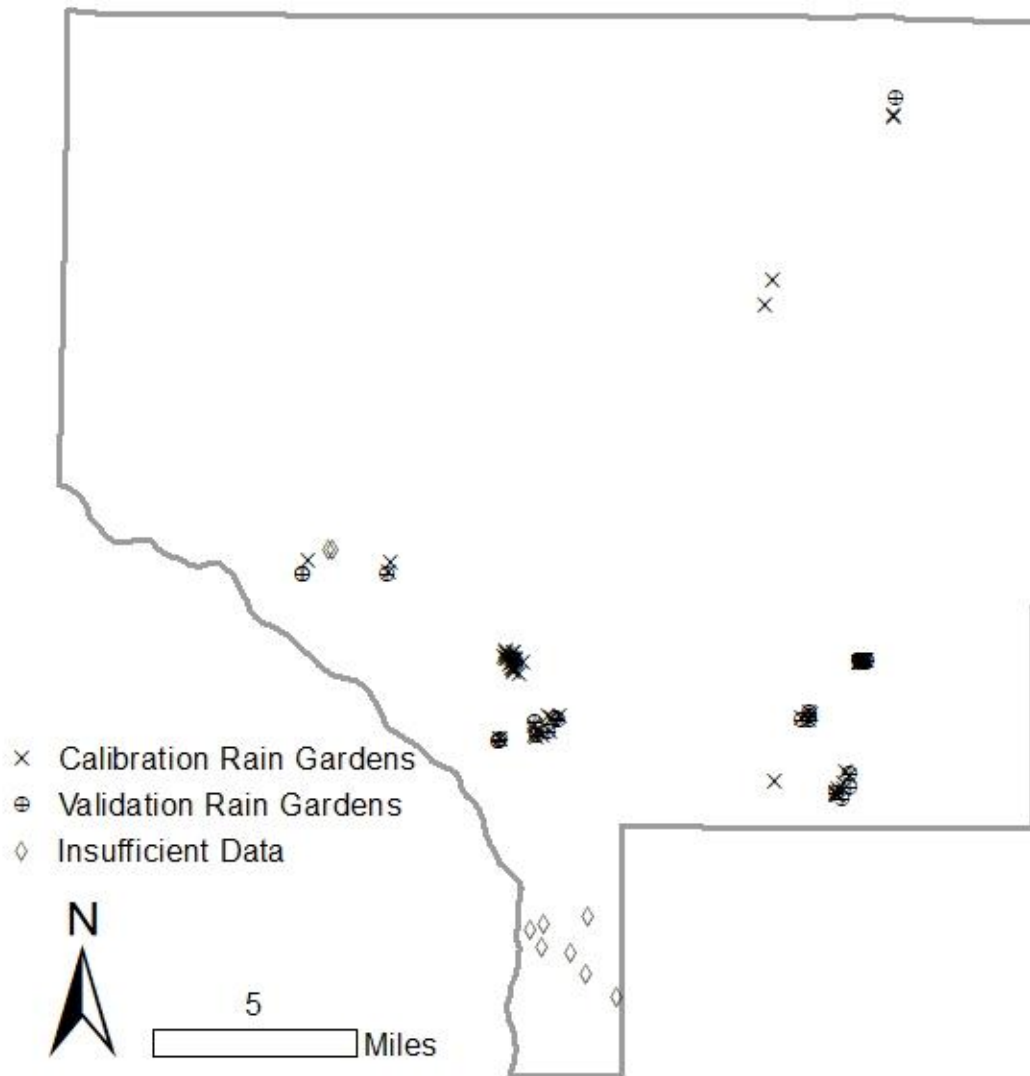 Calibration Rain Gardens
Validation Rain Gardens
Insufficient Data
N
5
Miles